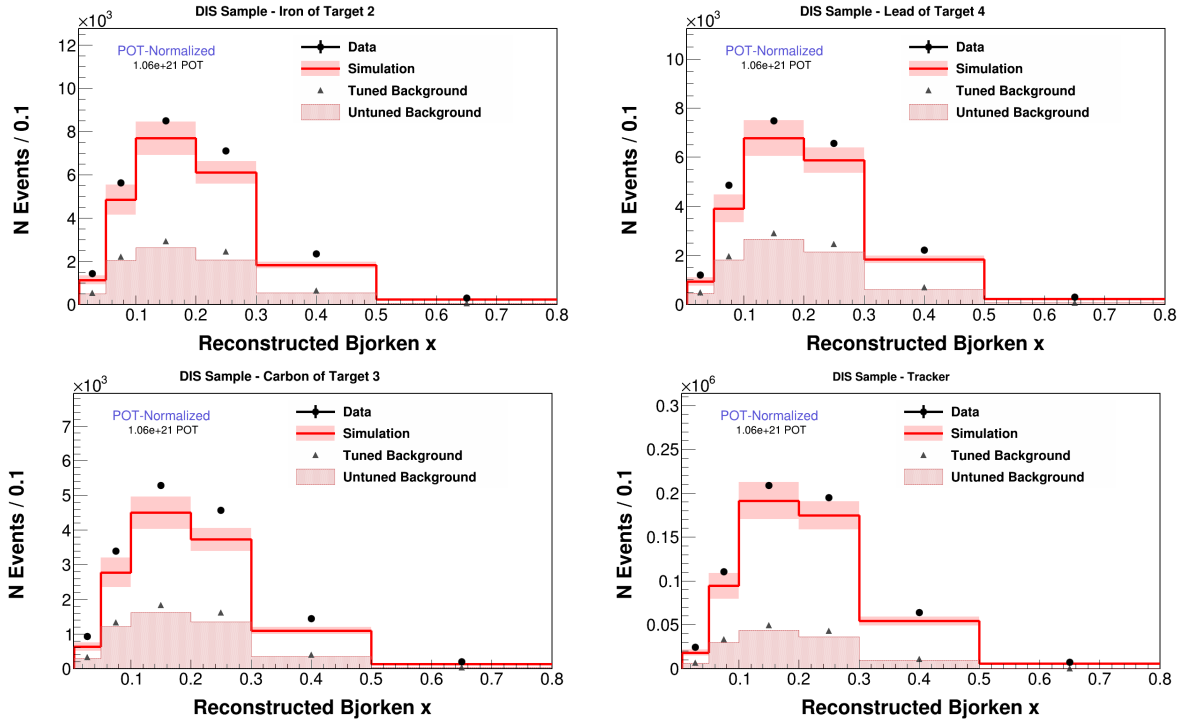 DIS Sample - Iron of Target 2
×10³
POT-Normalized
1.06e+21 POT
Data
Simulation
Tuned Background
Untuned Background
N Events / 0.1
12
10
8
6
4
2
0
0.1 0.2 0.3 0.4 0.5 0.6 0.7 0.8
Reconstructed Bjorken x
DIS Sample - Lead of Target 4
×10³
POT-Normalized
1.06e+21 POT
Data
Simulation
Tuned Background
Untuned Background
N Events / 0.1
10
8
6
4
2
0
0.1 0.2 0.3 0.4 0.5 0.6 0.7 0.8
Reconstructed Bjorken x
DIS Sample - Carbon of Target 3
×10³
POT-Normalized
1.06e+21 POT
Data
Simulation
Tuned Background
Untuned Background
N Events / 0.1
7
6
5
4
3
2
1
0
0.1 0.2 0.3 0.4 0.5 0.6 0.7 0.8
Reconstructed Bjorken x
DIS Sample - Tracker
×10⁶
POT-Normalized
1.06e+21 POT
Data
Simulation
Tuned Background
Untuned Background
N Events / 0.1
0.3
0.25
0.2
0.15
0.1
0.05
0
0.1 0.2 0.3 0.4 0.5 0.6 0.7 0.8
Reconstructed Bjorken x